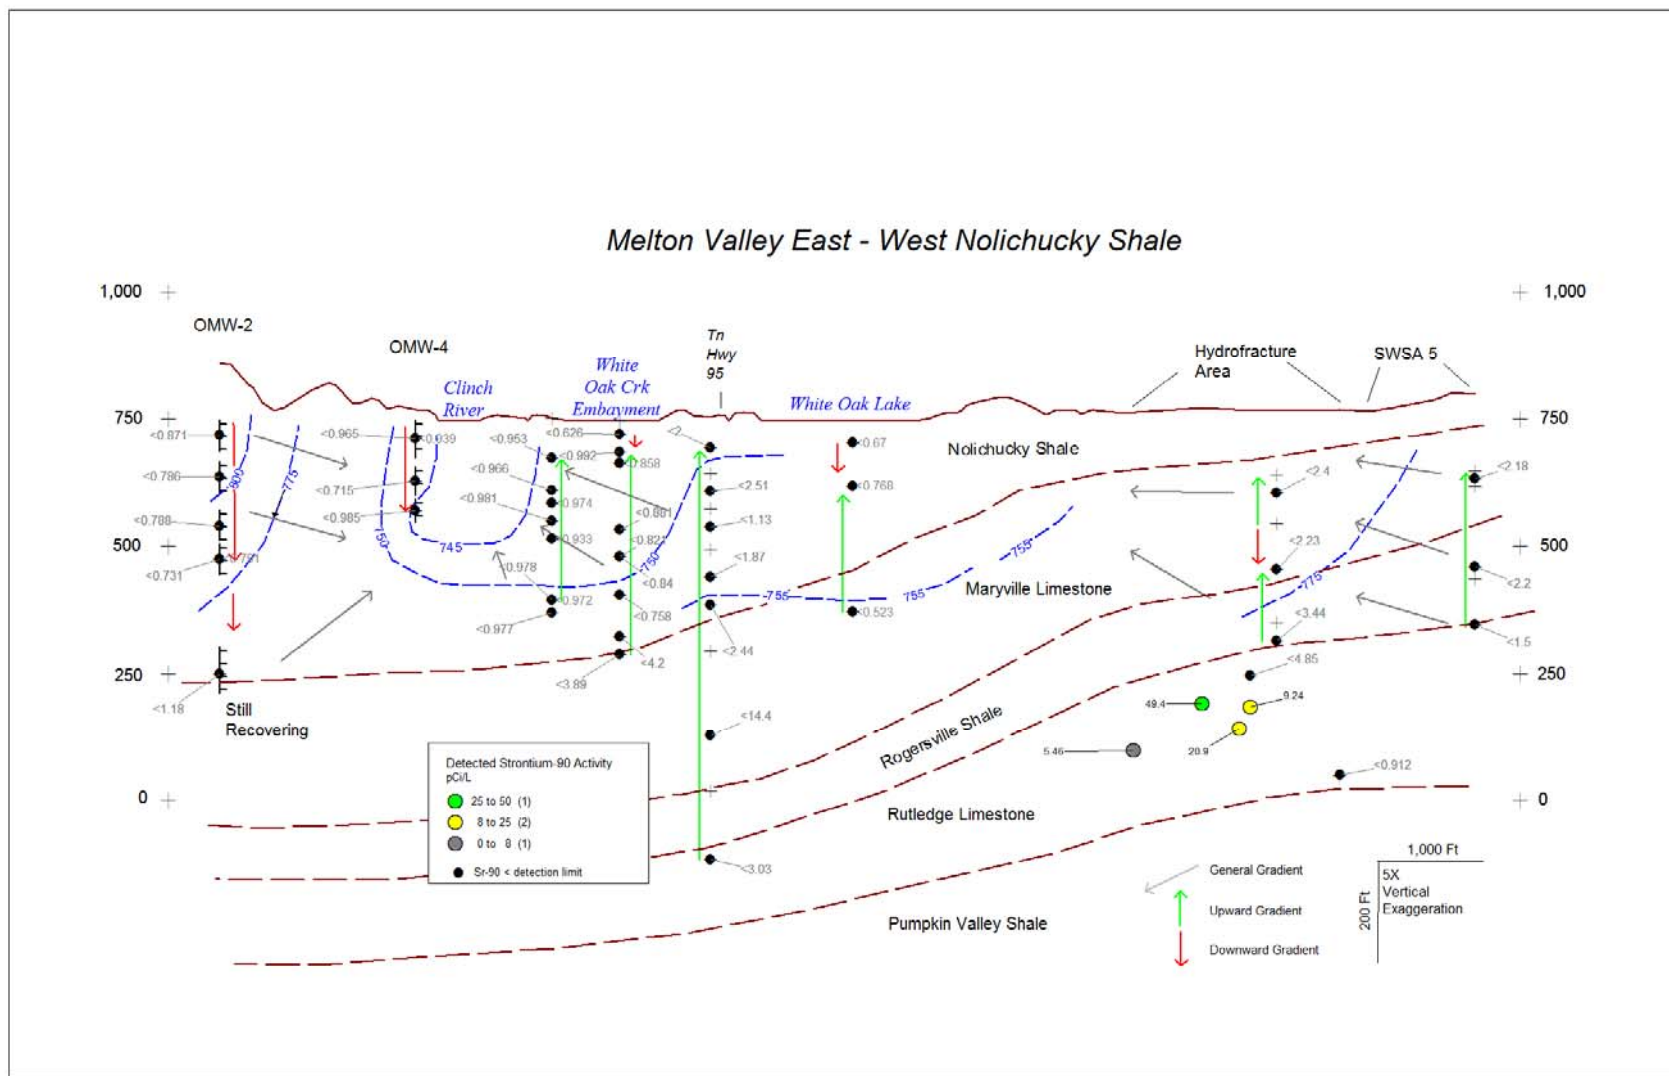 Melton Valley East - West Nolichucky Shale
1,000
1,000
OMW-2
OMW-4
Clinch
River
White
Oak Crk
Embayment
Tn
Hwy
95
White Oak Lake
Hydrofracture
Area
SWSA 5
750
750
<0.871
<0.786
<0.788
<0.731
<1.18
800
775
<0.965
<0.715
<0.985
750
745
<0.953
<0.966
<0.981
<0.978
<0.977
<0.974
<0.933
<0.972
<0.626
<0.992
<0.858
<0.821
<0.84
<0.758
<4.2
<3.89
750
<2
<2.51
<1.13
<1.87
<2.44
<14.4
<3.03
<0.67
<0.768
<0.523
755
755
755
Nolichucky Shale
<2.4
<2.23
<3.44
<4.85
775
<2.18
<2.2
<1.5
500
500
Maryville Limestone
250
250
Still
Recovering
49.4
9.24
20.9
5.46
<0.912
Rogersville Shale
0
0
Rutledge Limestone
Pumpkin Valley Shale
Detected Strontium-90 Activity
pCi/L
25 to 50 (1)
8 to 25 (2)
0 to 8 (1)
Sr-90 < detection limit
General Gradient
Upward Gradient
Downward Gradient
1,000 Ft
200 Ft
5X
Vertical
Exaggeration